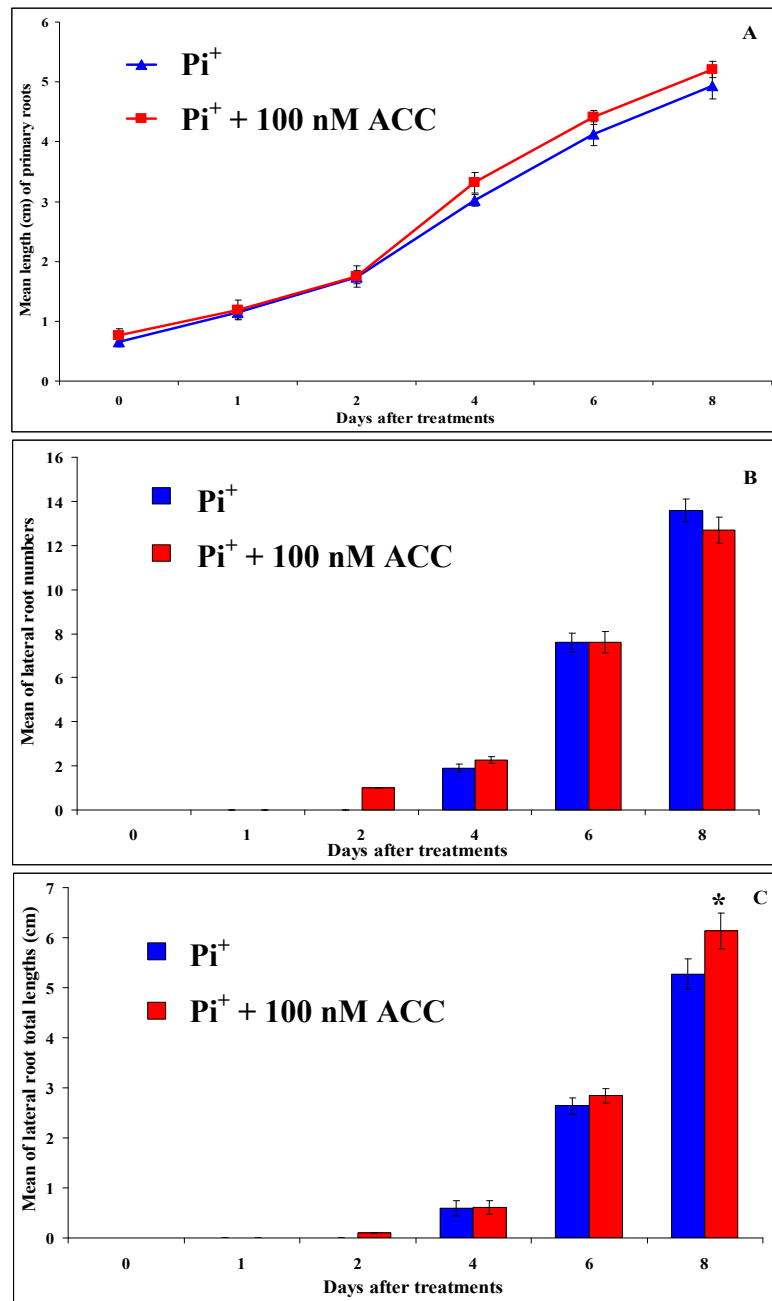 A
Pi⁺
Pi⁺ + 100 nM ACC
Mean length (cm) of primary roots
6
5
4
3
2
1
0
0 1 2 4 6 8
Days after treatments
B
Pi⁺
Pi⁺ + 100 nM ACC
Mean of lateral root numbers
16
14
12
10
8
6
4
2
0
0 1 2 4 6 8
Days after treatments
C
*
Pi⁺
Pi⁺ + 100 nM ACC
Mean of lateral root total lengths (cm)
7
6
5
4
3
2
1
0
0 1 2 4 6 8
Days after treatments